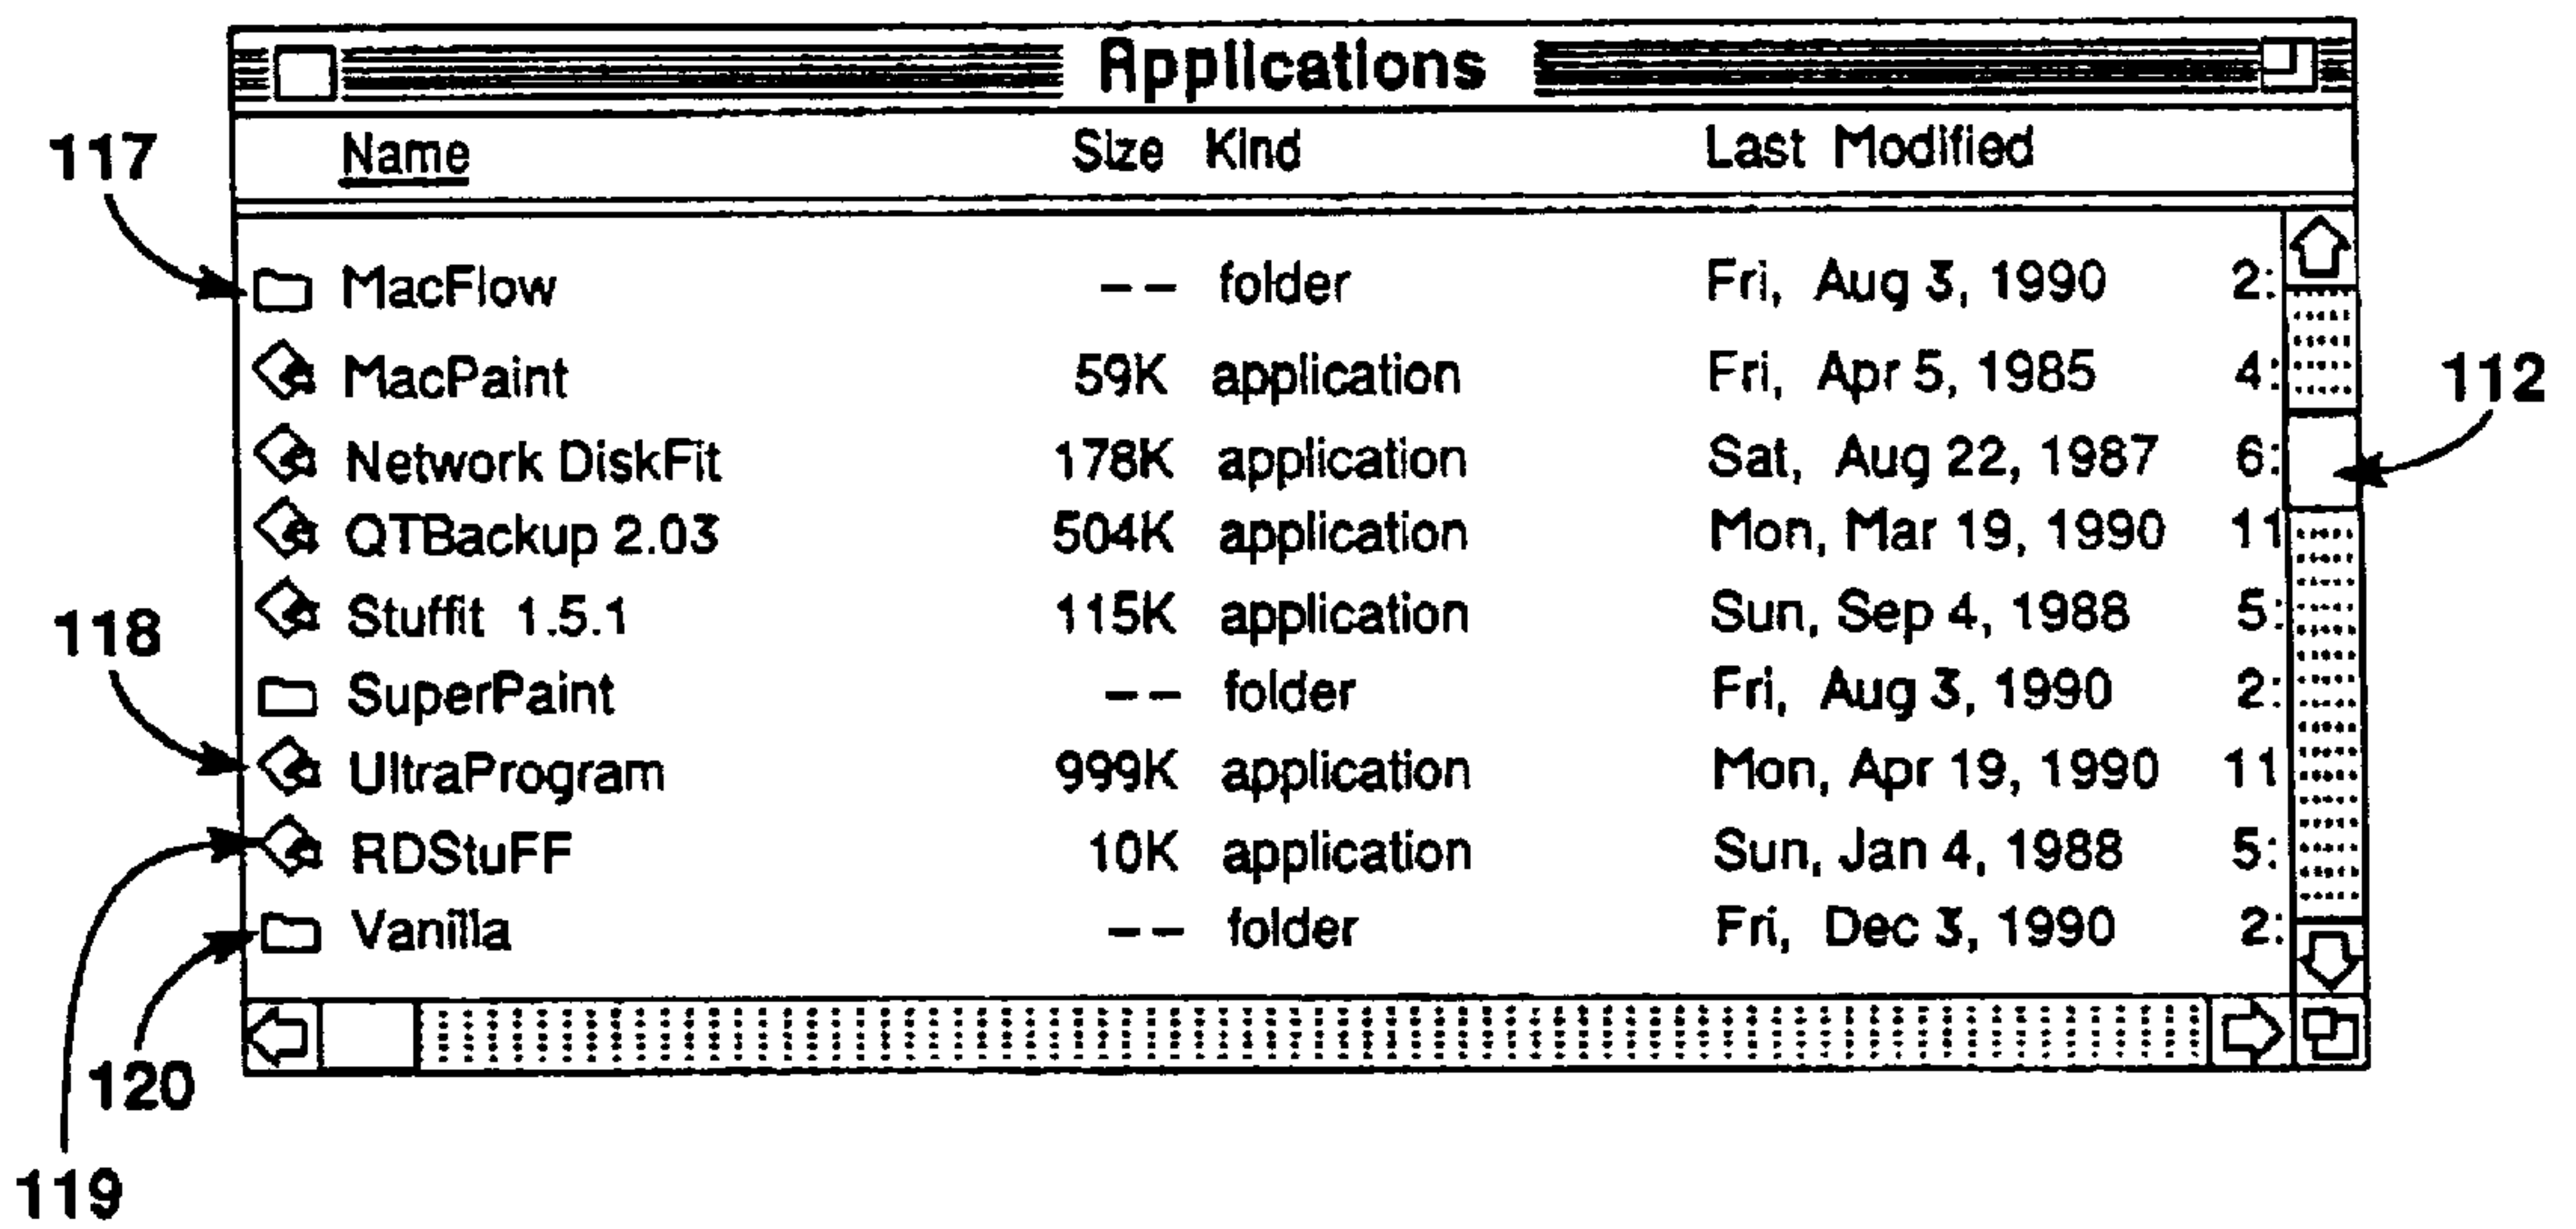 Applications
117 Name Size Kind Last Modified
MacFlow -- folder Fri, Aug 3, 1990 2:
MacPaint 59K application Fri, Apr 5, 1985 4: 112
Network DiskFit 178K application Sat, Aug 22, 1987 6:
QTBackup 2.03 504K application Mon, Mar 19, 1990 11
118 Stuffit 1.5.1 115K application Sun, Sep 4, 1988 5:
SuperPaint -- folder Fri, Aug 3, 1990 2:
UltraProgram 999K application Mon, Apr 19, 1990 11
RDStuFF 10K application Sun, Jan 4, 1988 5:
Vanilla -- folder Fri, Dec 3, 1990 2:
120
119